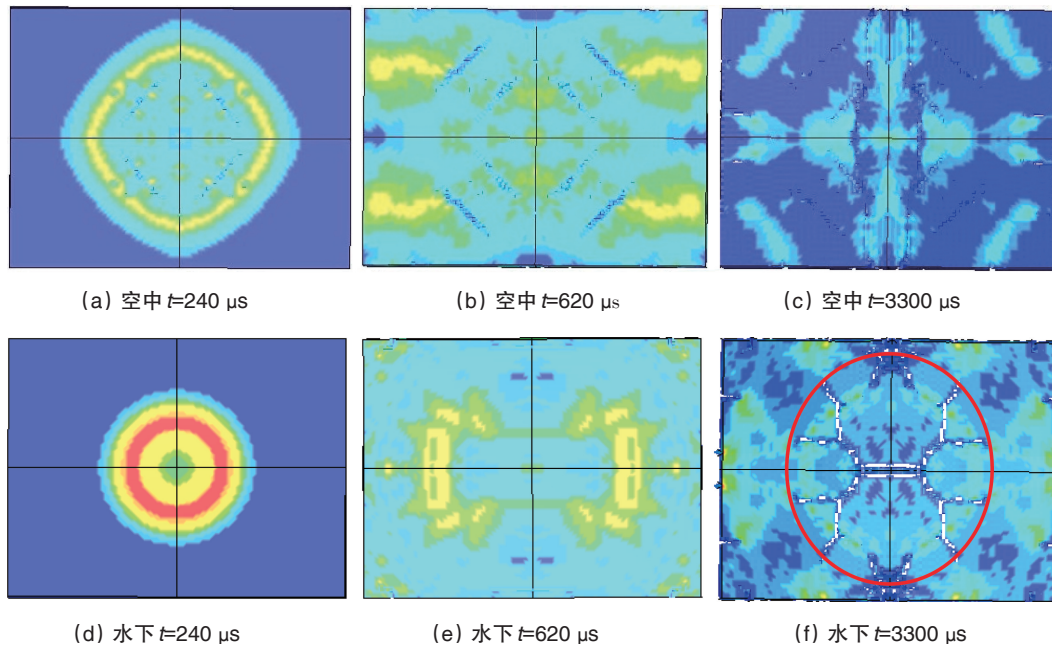 (a) 空中 t=240 μs
(b) 空中 t=620 μs
(c) 空中 t=3300 μs
(d) 水下 t=240 μs
(e) 水下 t=620 μs
(f) 水下 t=3300 μs